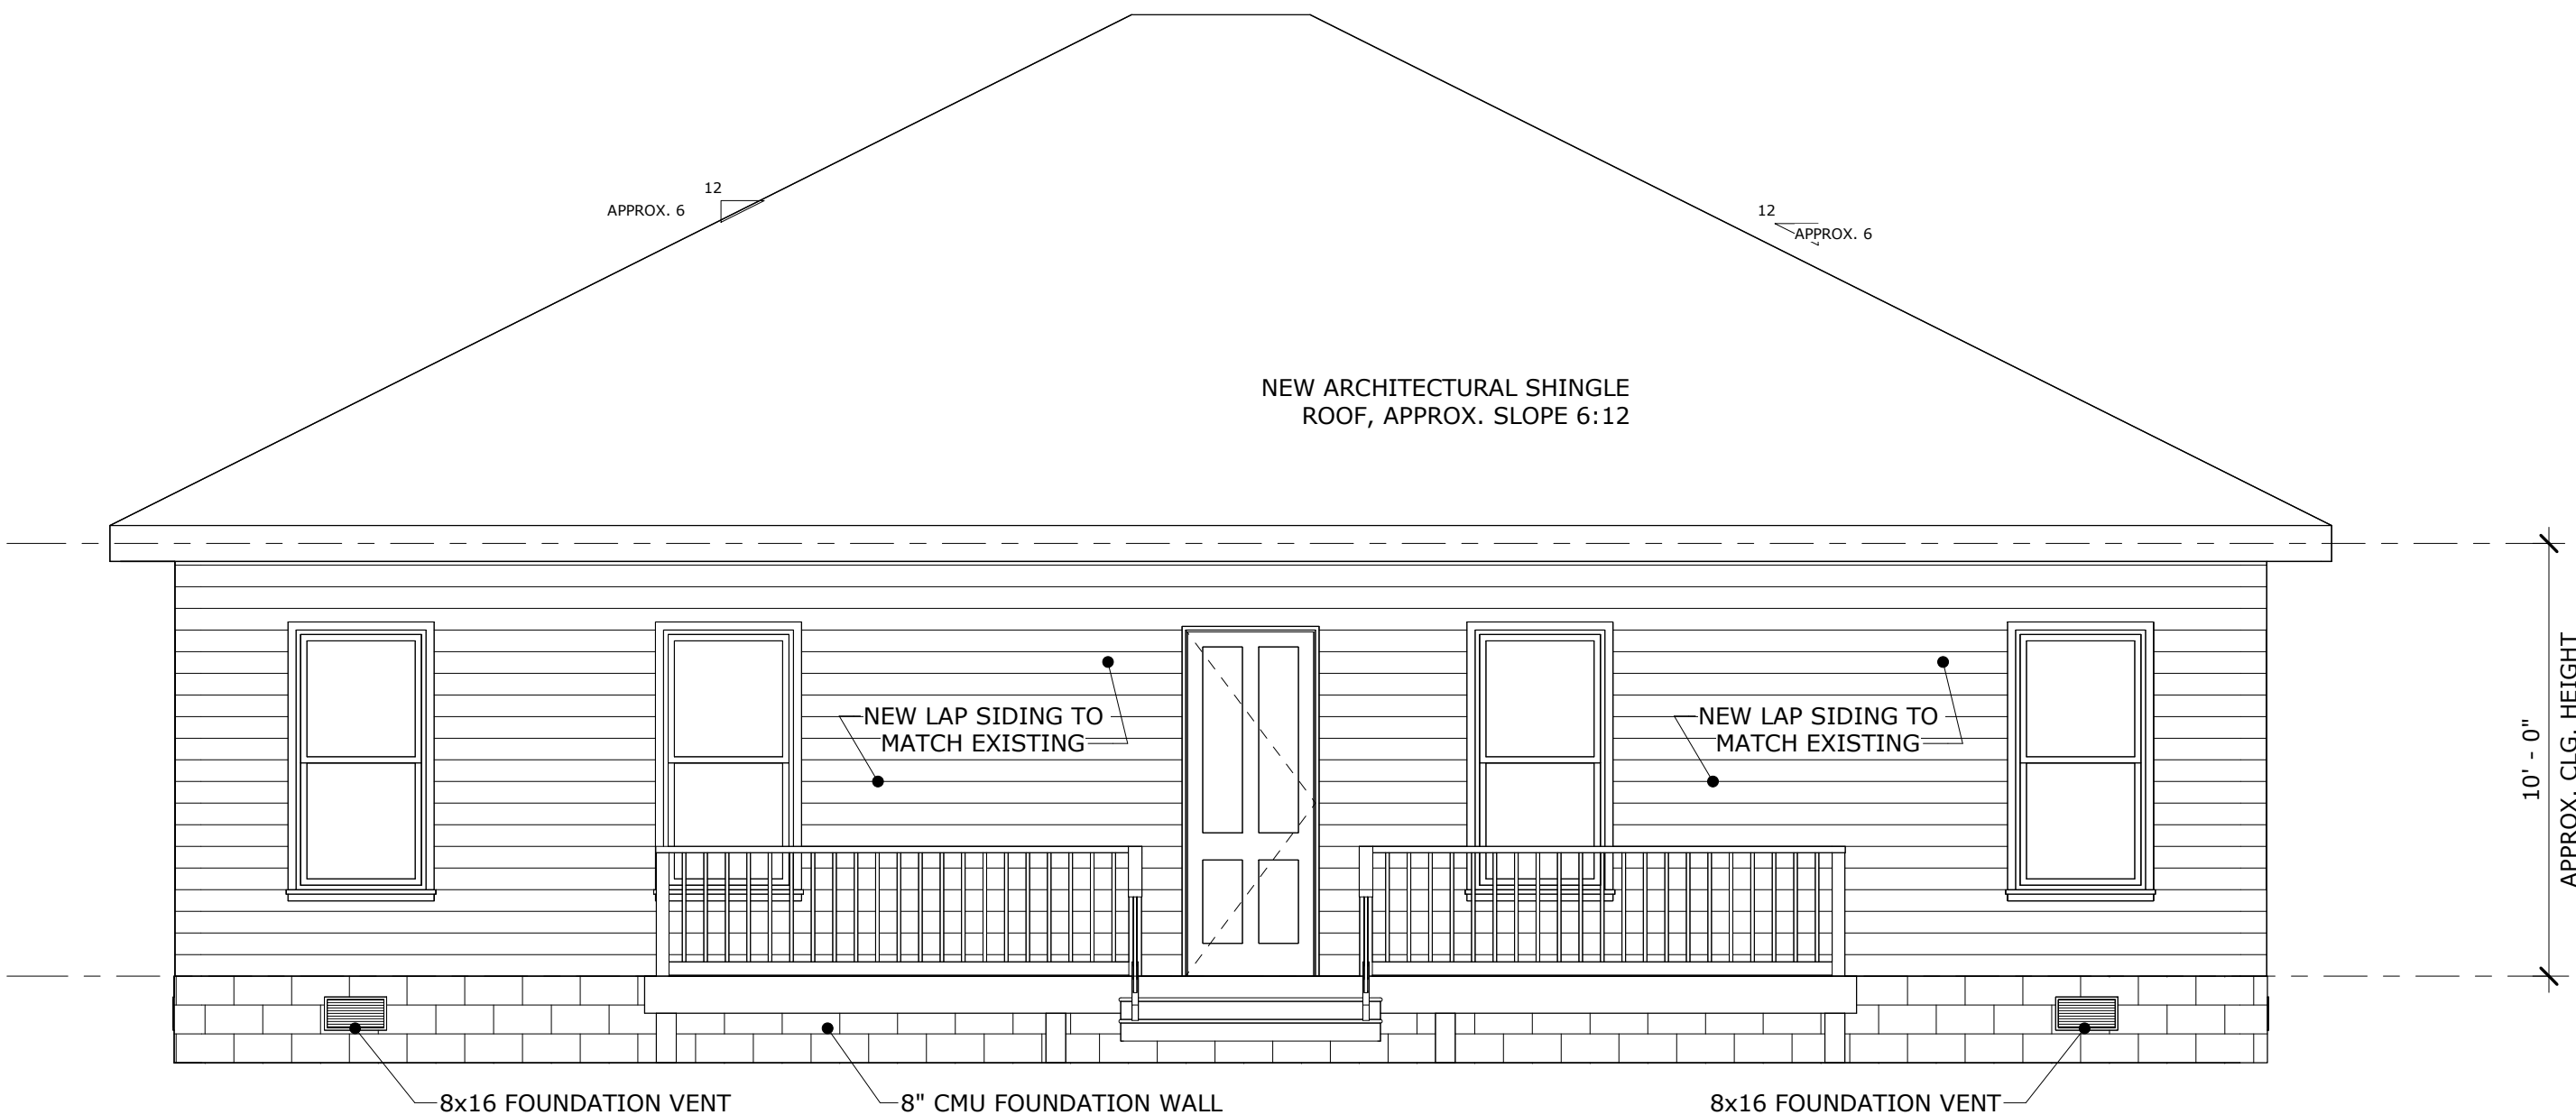 12
APPROX. 6
12
APPROX. 6
NEW ARCHITECTURAL SHINGLE
ROOF, APPROX. SLOPE 6:12
NEW LAP SIDING TO
MATCH EXISTING
NEW LAP SIDING TO
MATCH EXISTING
10' - 0"
APPROX. CLG. HEIGHT
8x16 FOUNDATION VENT
8" CMU FOUNDATION WALL
8x16 FOUNDATION VENT